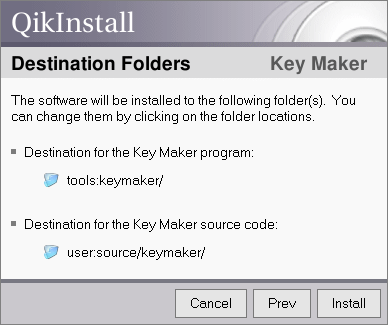 QikInstall
Destination Folders Key Maker
The software will be installed to the following folder(s). You
can change them by clicking on the folder locations.
Destination for the Key Maker program:
tools:keymaker/
Destination for the Key Maker source code:
user:source/keymaker/
Cancel Prev Install